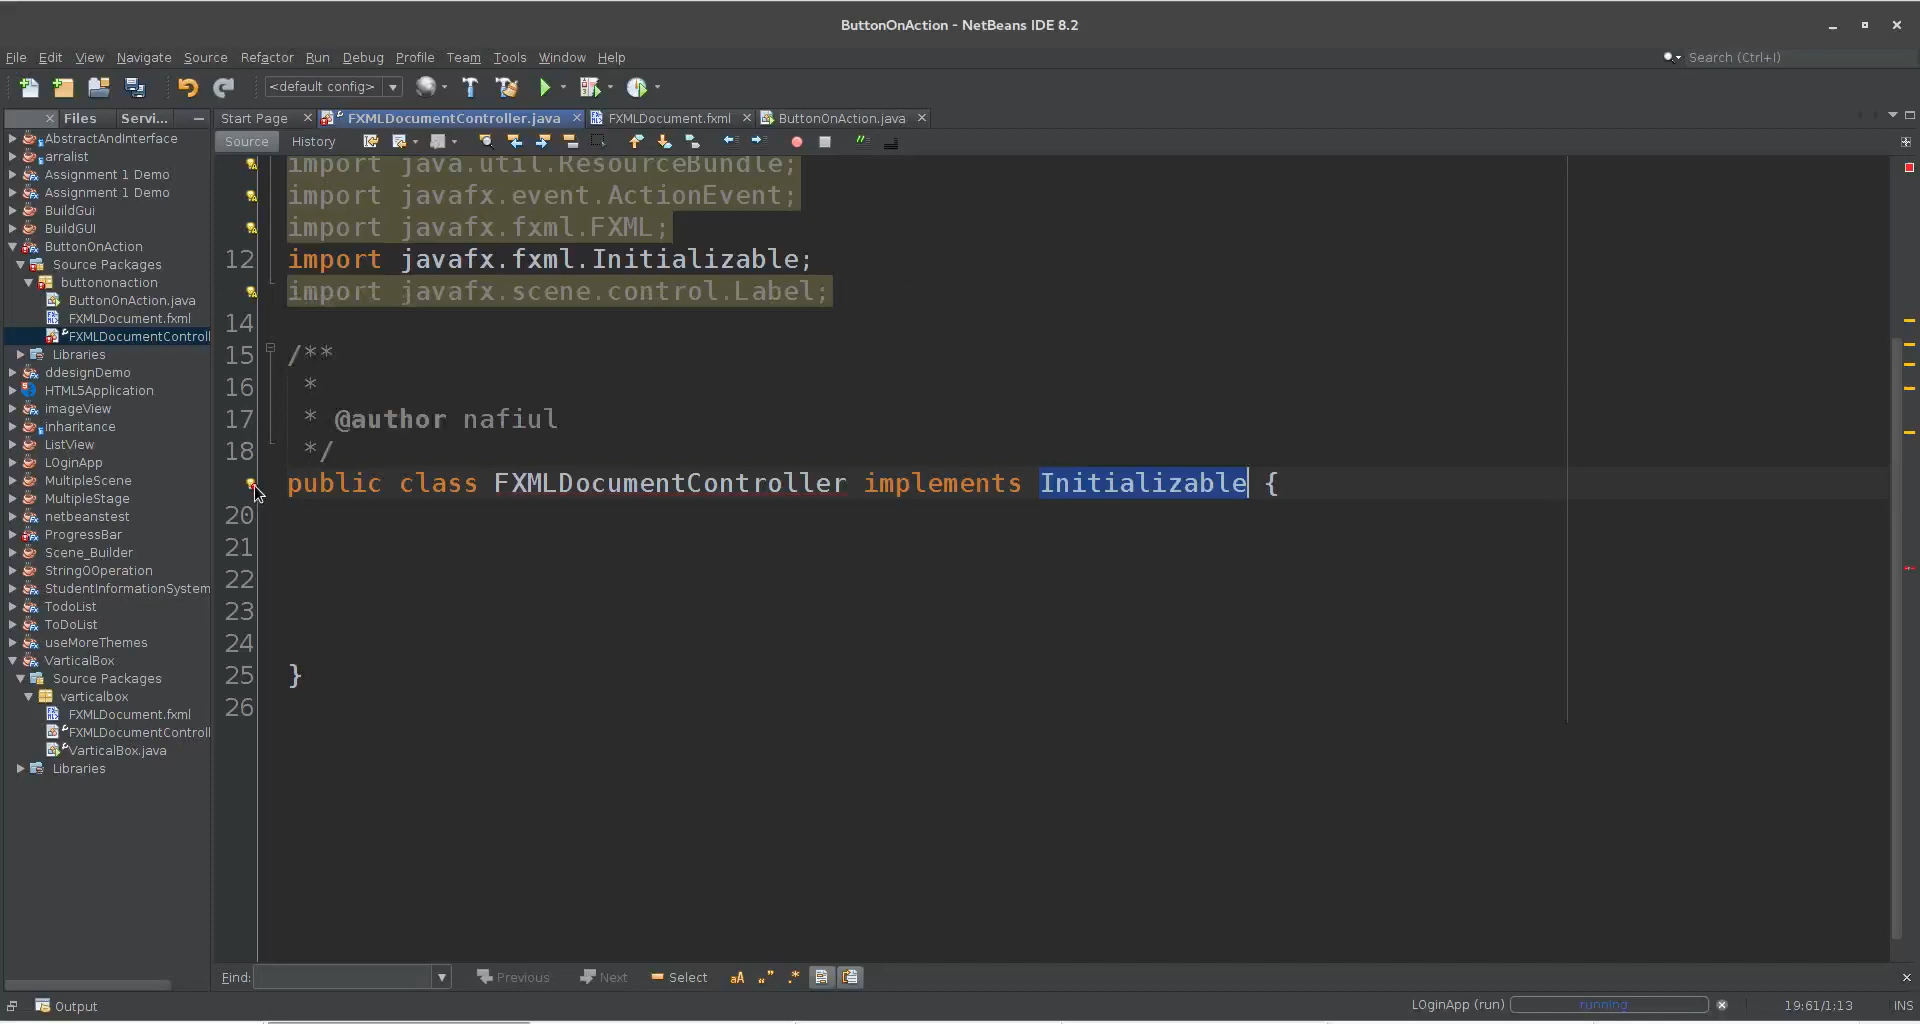 ButtonOnAction - NetBeans IDE 8.2
File Edit View Navigate Source Refactor Run Debug Profile Team Tools Window Help
Search (Ctrl+I)
<default config>
Files Servi...
Start Page FXMLDocumentController.java FXMLDocument.fxml ButtonOnAction.java
Source History
AbstractAndInterface
arralist
Assignment 1 Demo
Assignment 1 Demo
BuildGui
BuildGUI
ButtonOnAction
Source Packages
buttononaction
ButtonOnAction.java
FXMLDocument.fxml
FXMLDocumentControll
Libraries
ddesignDemo
HTML5Application
imageView
inharitance
ListView
LOginApp
MultipleScene
MultipleStage
netbeanstest
ProgressBar
Scene_Builder
StringOOperation
StudentInformationSystem
TodoList
ToDoList
useMoreThemes
VarticalBox
Source Packages
varticalbox
FXMLDocument.fxml
FXMLDocumentControll
VarticalBox.java
Libraries
import java.util.ResourceBundle;
import javafx.event.ActionEvent;
import javafx.fxml.FXML;
12 import javafx.fxml.Initializable;
import javafx.scene.control.Label;
14
15 /**
16 *
17 * @author nafiul
18 */
public class FXMLDocumentController implements Initializable {
20
21
22
23
24
25 }
26
Find: Previous Next Select
Output
LOginApp (run) running 19:61/1:13 INS